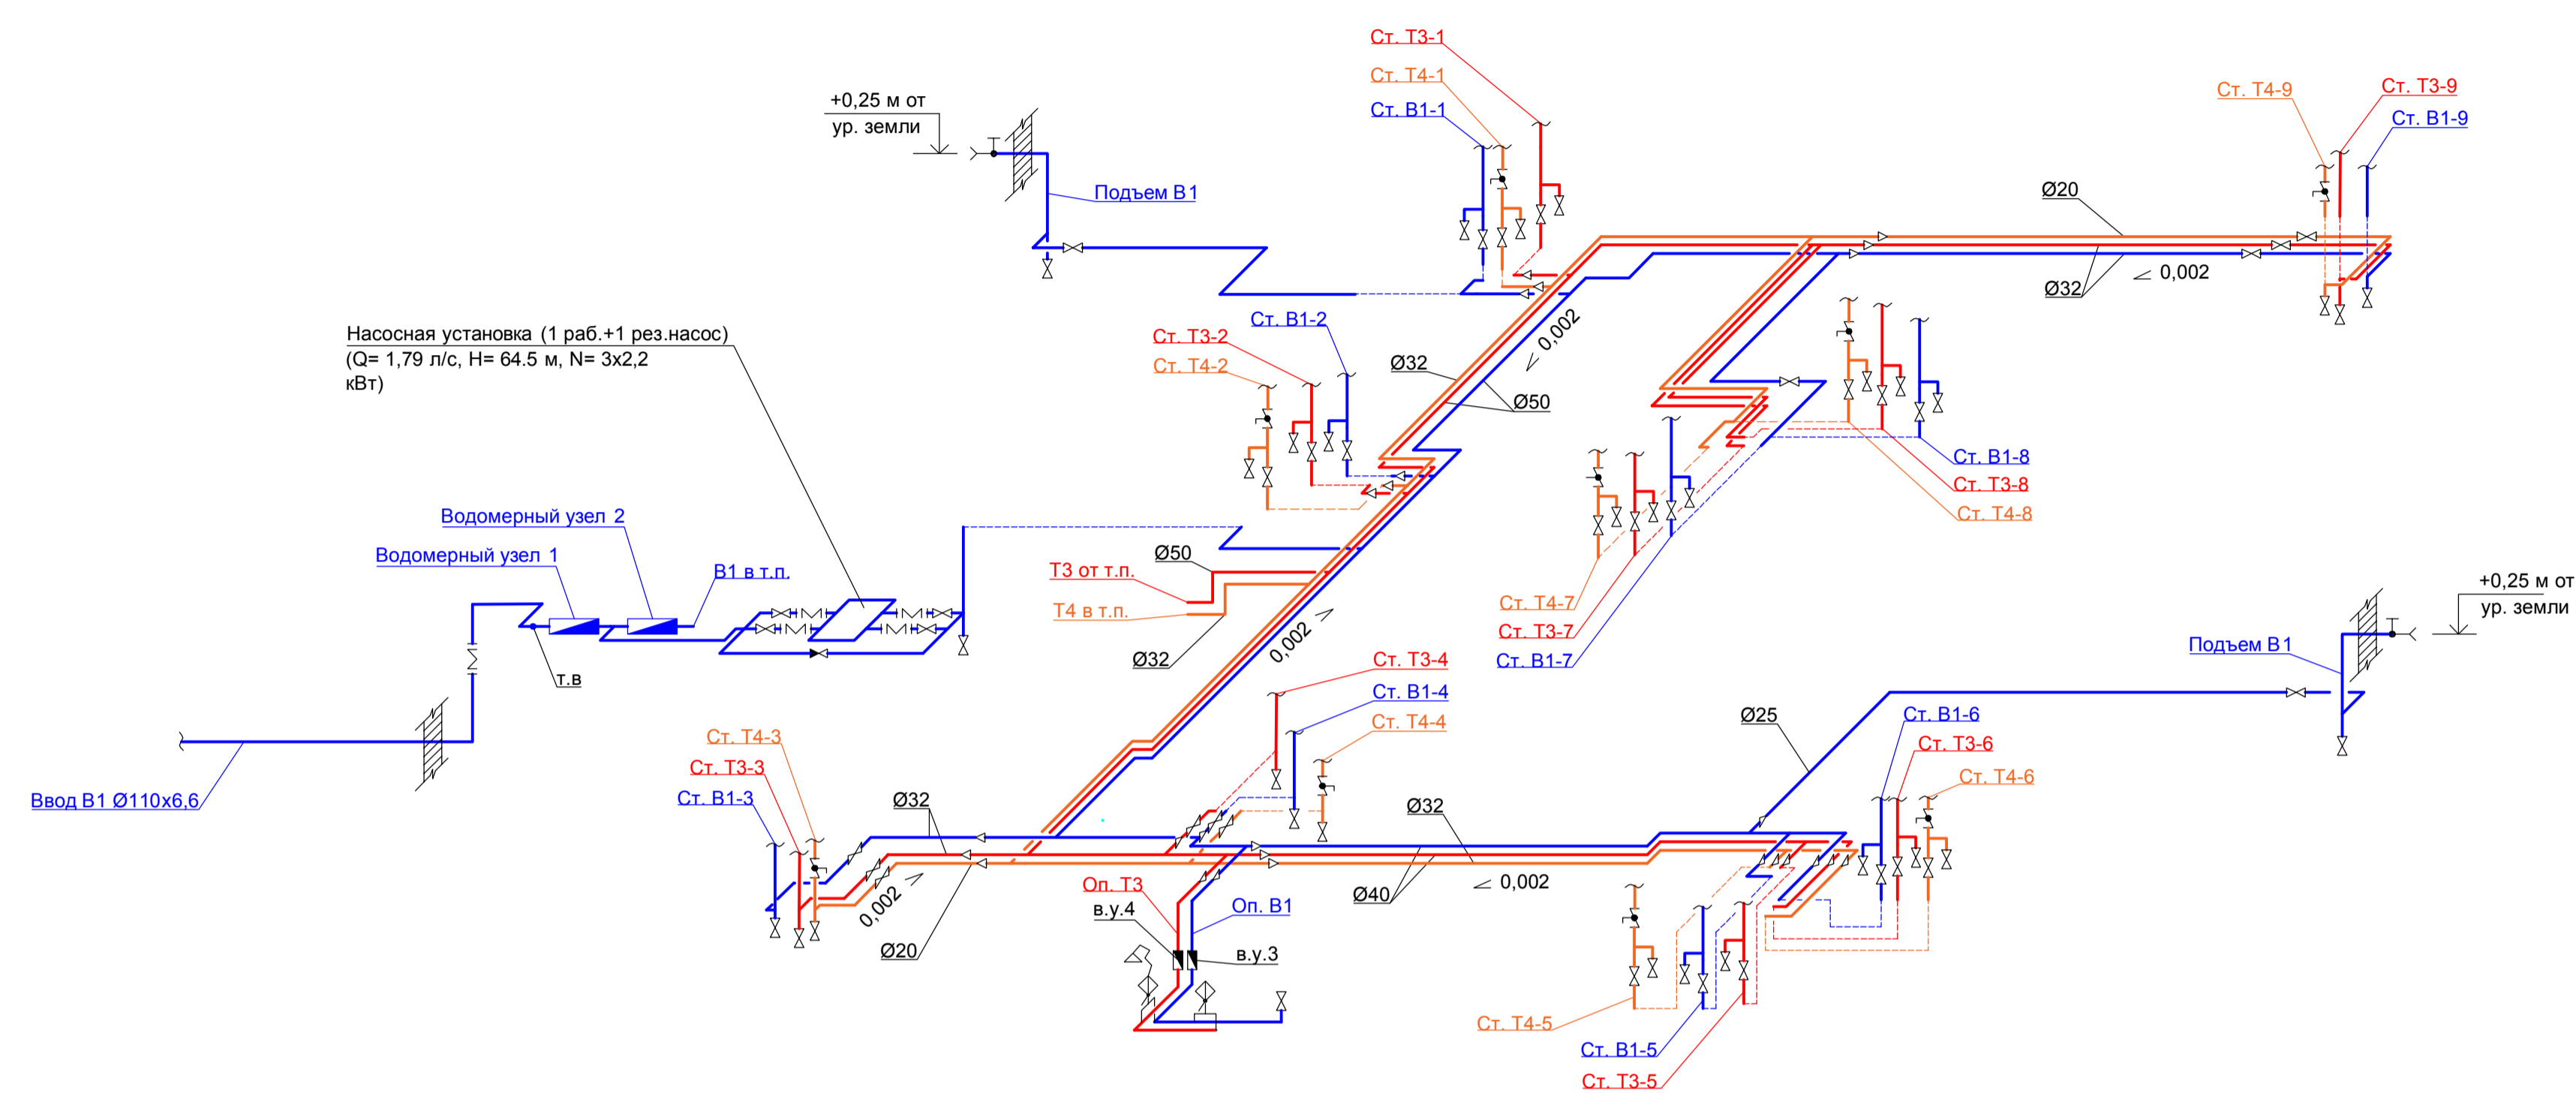 Ст. Т3-1
Ст. Т4-1
Ст. В1-1
+0,25 м от
ур. земли
Подъем В1
Ст. Т4-9
Ст. Т3-9
Ст. В1-9
Ø20
Ø32
0,002
Насосная установка (1 раб.+1 рез.насос)
(Q= 1,79 л/с, H= 64.5 м, N= 3х2,2
кВт)
Ст. В1-2
Ст. Т3-2
Ст. Т4-2
Ø32
0,002
Ø50
Ст. В1-8
Ст. Т3-8
Ст. Т4-8
Водомерный узел 2
Водомерный узел 1
В1 в т.п.
Ø50
Т3 от т.п.
Т4 в т.п.
Ø32
0,002
т.в
Ст. Т4-7
Ст. Т3-7
Ст. В1-7
+0,25 м от
ур. земли
Подъем В1
Ст. Т3-4
Ст. В1-4
Ст. Т4-4
Ø25
Ст. В1-6
Ст. Т3-6
Ст. Т4-6
Ввод В1 Ø110х6,6
Ст. Т4-3
Ст. Т3-3
Ст. В1-3
Ø32
Ø32
0,002
Ø40
0,002
Ø20
Оп. Т3
в.у.4
Оп. В1
в.у.3
Ст. Т4-5
Ст. В1-5
Ст. Т3-5